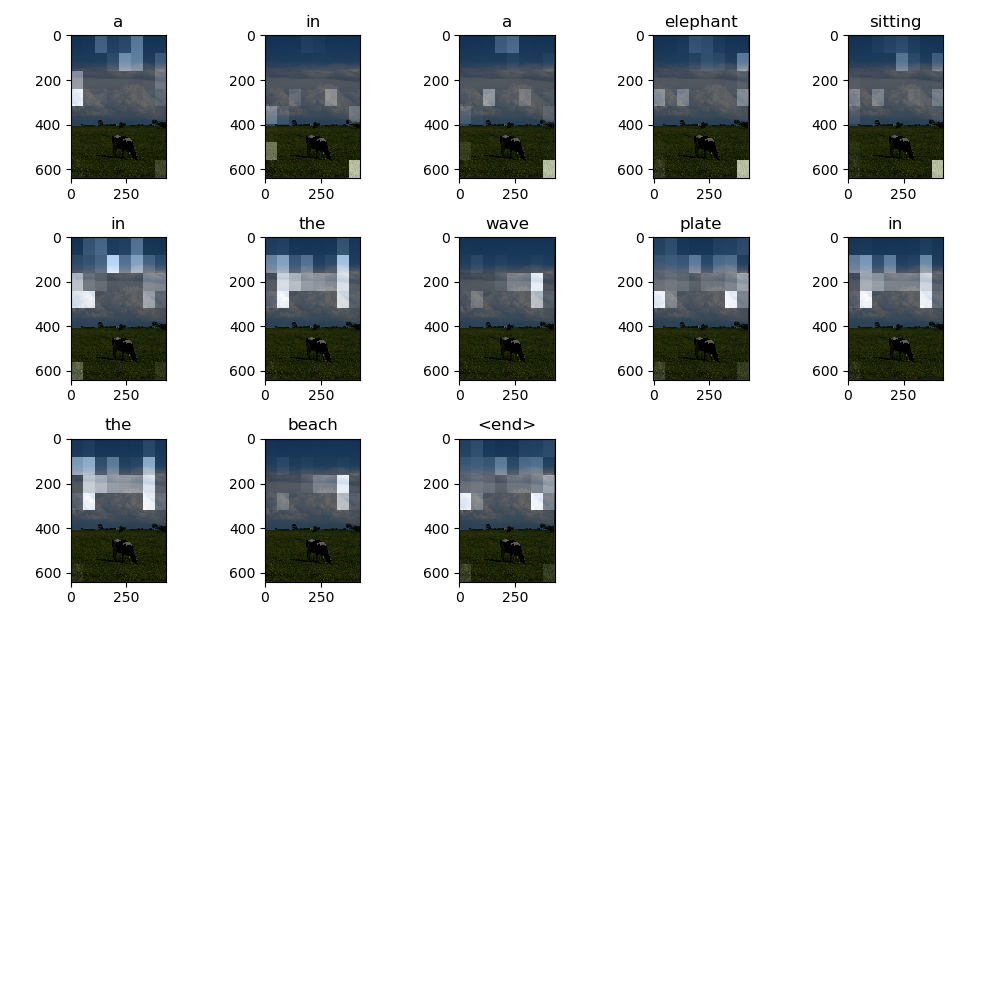 a in a elephant sitting
0 0 0 0 0
200 200 200 200 200
400 400 400 400 400
600 600 600 600 600
0 250 0 250 0 250 0 250 0 250
in the wave plate in
0 0 0 0 0
200 200 200 200 200
400 400 400 400 400
600 600 600 600 600
0 250 0 250 0 250 0 250 0 250
the beach <end>
0 0 0
200 200 200
400 400 400
600 600 600
0 250 0 250 0 250